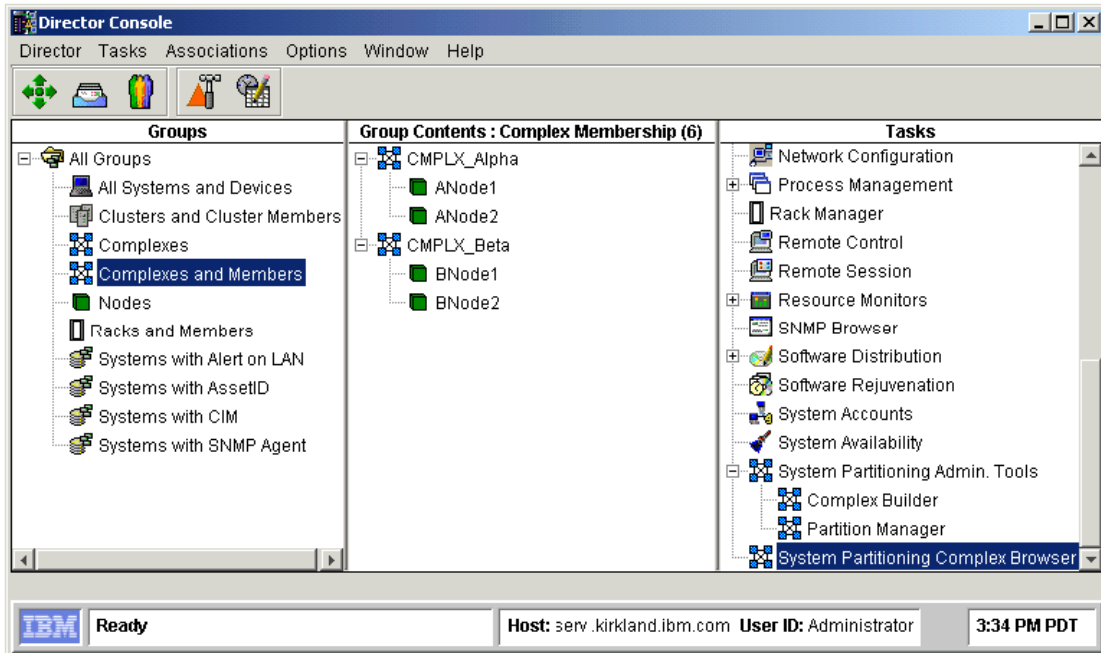 Director Console
Director Tasks Associations Options Window Help
Groups
All Groups
All Systems and Devices
Clusters and Cluster Members
Complexes
Complexes and Members
Nodes
Racks and Members
Systems with Alert on LAN
Systems with AssetID
Systems with CIM
Systems with SNMP Agent
Group Contents : Complex Membership (6)
CMPLX_Alpha
ANode1
ANode2
CMPLX_Beta
BNode1
BNode2
Tasks
Network Configuration
Process Management
Rack Manager
Remote Control
Remote Session
Resource Monitors
SNMP Browser
Software Distribution
Software Rejuvenation
System Accounts
System Availability
System Partitioning Admin. Tools
Complex Builder
Partition Manager
System Partitioning Complex Browser
IBM Ready Host: serv .kirkland.ibm.com User ID: Administrator 3:34 PM PDT